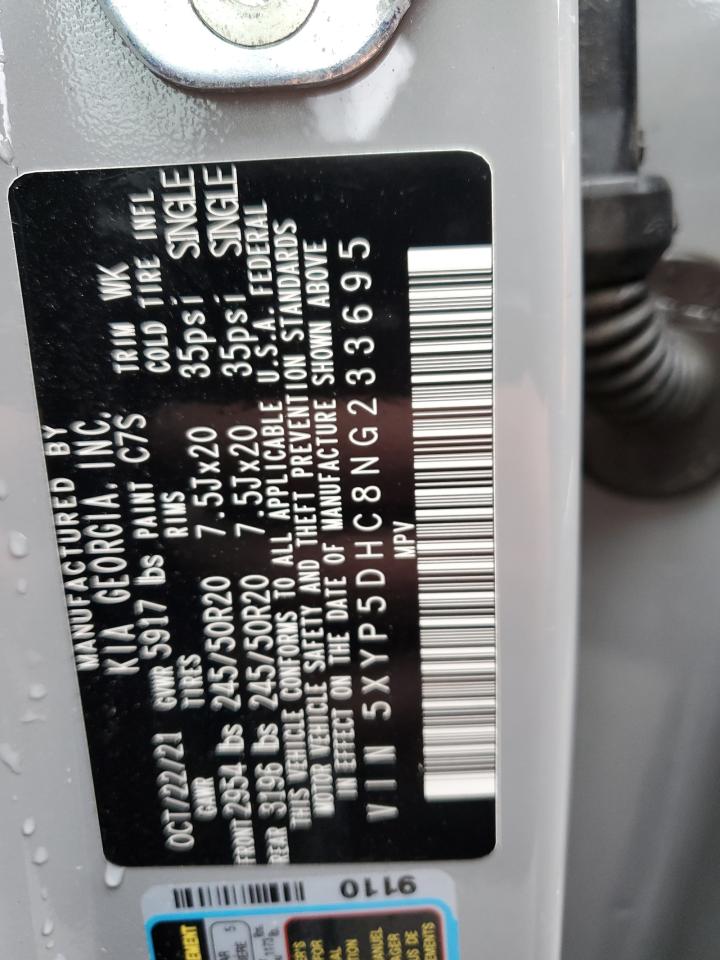 MANUFACTURED BY
KIA GEORGIA, INC.
OCT/22/21 GVWR 5917 lbs PAINT C7S TRIM WK
GAWR TIRES RIMS COLD TIRE INFL
FRONT 2954 lbs 245/50R20 7.5Jx20 35psi SINGLE
REAR 3196 lbs 245/50R20 7.5Jx20 35psi SINGLE
THIS VEHICLE CONFORMS TO ALL APPLICABLE U.S.A. FEDERAL
MOTOR VEHICLE SAFETY AND THEFT PREVENTION STANDARDS
IN EFFECT ON THE DATE OF MANUFACTURE SHOWN ABOVE
VIN 5XYP5DHC8NG233695
MPV
9110